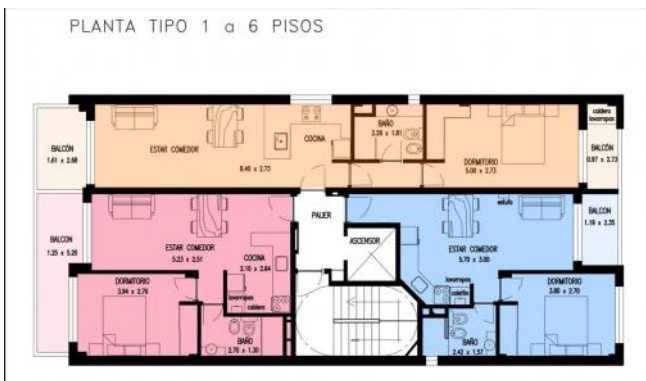 PLANTA TIPO 1 a 6 PISOS
BALCÓN
1.61 x 2.68
ESTAR COMEDOR
8.40 x 2.73
COCINA
BAÑO
2.26 x 1.81
DORMITORIO
5.08 x 2.73
caldera
lavarropas
BALCÓN
0.97 x 2.73
BALCON
1.25 x 5.28
ESTAR COMEDOR
5.23 x 2.51
COCINA
2.10 x 2.64
lavarropas
caldera
DORMITORIO
3.94 x 2.76
BAÑO
2.76 x 1.30
PALIER
ASCENSOR
estufa
ESTAR COMEDOR
5.70 x 3.00
BALCON
1.19 x 2.35
lavarropas
DORMITORIO
3.80 x 2.70
BAÑO
2.42 x 1.57